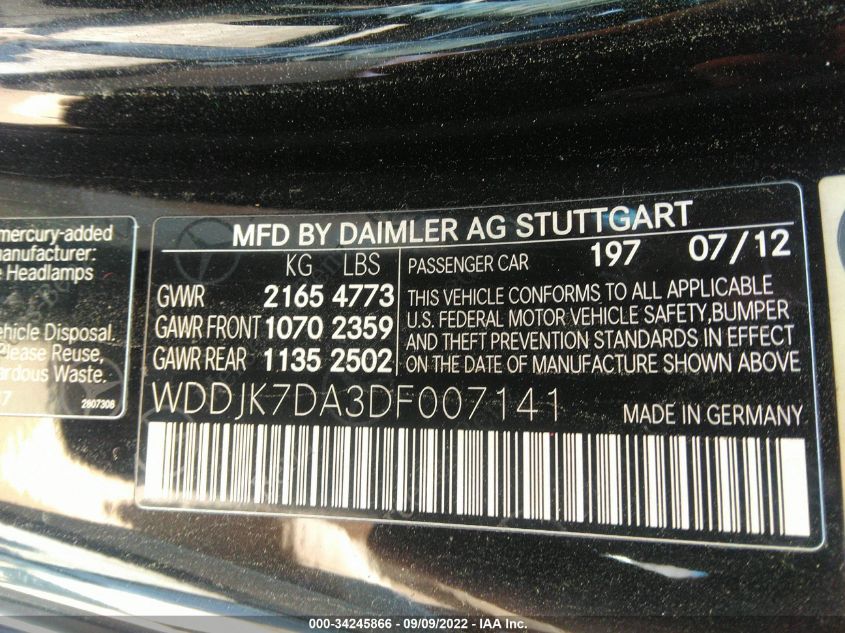 mercury-added
manufacturer:
e Headlamps
ehicle Disposal.
Please Reuse,
ardous Waste.
2807306
MFD BY DAIMLER AG STUTTGART
KG LBS
GVWR 2165 4773
GAWR FRONT 1070 2359
GAWR REAR 1135 2502
PASSENGER CAR 197 07/12
THIS VEHICLE CONFORMS TO ALL APPLICABLE
U.S. FEDERAL MOTOR VEHICLE SAFETY,BUMPER
AND THEFT PREVENTION STANDARDS IN EFFECT
ON THE DATE OF MANUFACTURE SHOWN ABOVE
WDDJK7DA3DF007141 MADE IN GERMANY
000-34245866 - 09/09/2022 - IAA Inc.